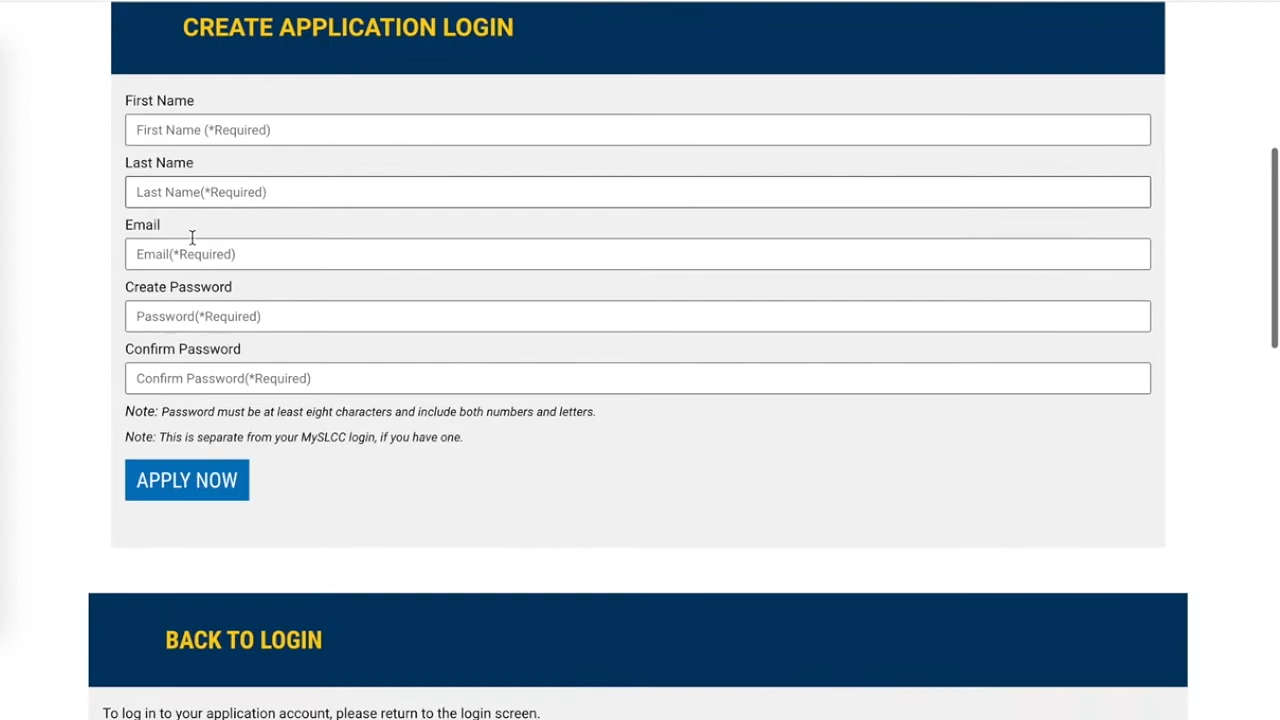 CREATE APPLICATION LOGIN
First Name
First Name (*Required)
Last Name
Last Name(*Required)
Email
Email(*Required)
Create Password
Password(*Required)
Confirm Password
Confirm Password(*Required)
Note: Password must be at least eight characters and include both numbers and letters.
Note: This is separate from your MySLCC login, if you have one.
APPLY NOW
BACK TO LOGIN
To log in to your application account, please return to the login screen.